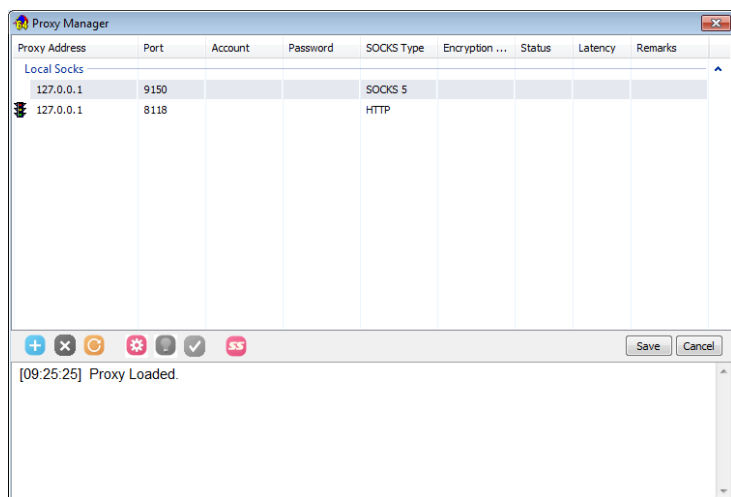 Proxy Manager
Proxy Address Port Account Password SOCKS Type Encryption ... Status Latency Remarks
Local Socks
127.0.0.1 9150 SOCKS 5
127.0.0.1 8118 HTTP
ss Save Cancel
[09:25:25] Proxy Loaded.